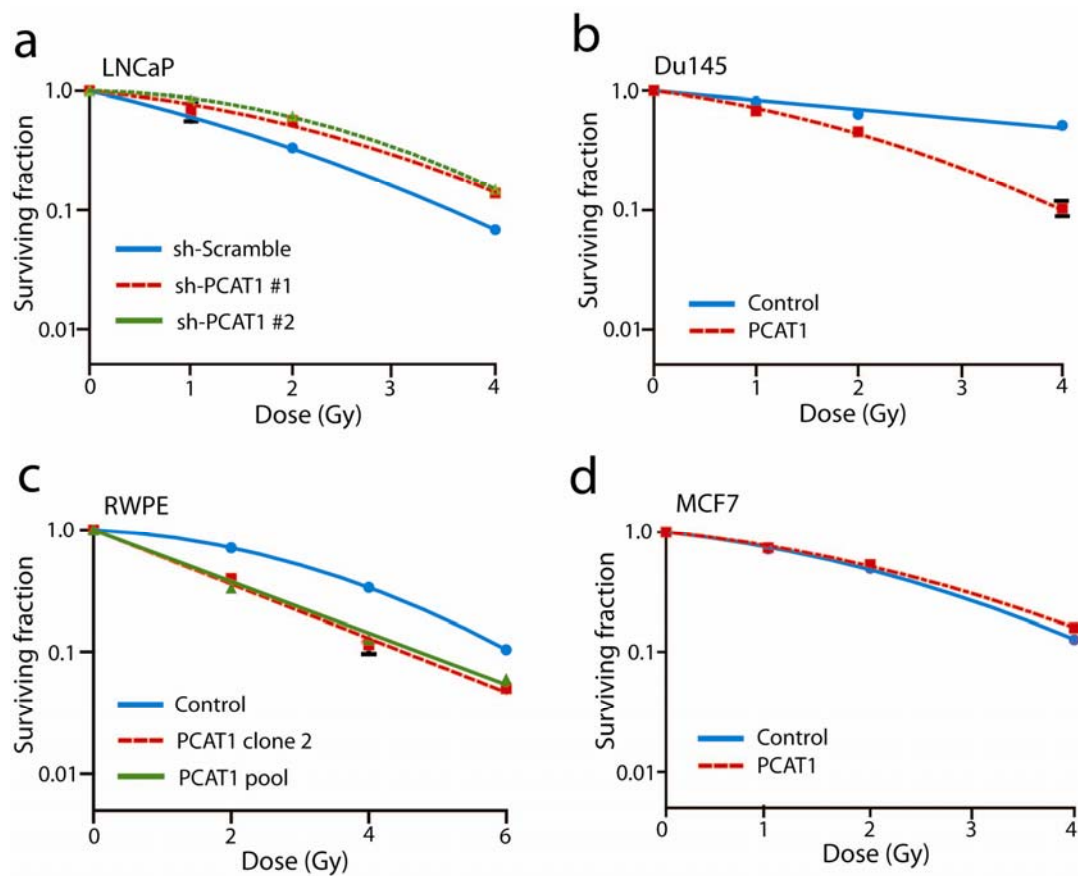 a
LNCaP
1.0
0.1
0.01
Surviving fraction
sh-Scramble
sh-PCAT1 #1
sh-PCAT1 #2
0 1 2 3 4
Dose (Gy)
b
Du145
1.0
0.1
0.01
Surviving fraction
Control
PCAT1
0 1 2 3 4
Dose (Gy)
c
RWPE
1.0
0.1
0.01
Surviving fraction
Control
PCAT1 clone 2
PCAT1 pool
0 2 4 6
Dose (Gy)
d
MCF7
1.0
0.1
0.01
Surviving fraction
Control
PCAT1
0 1 2 3 4
Dose (Gy)